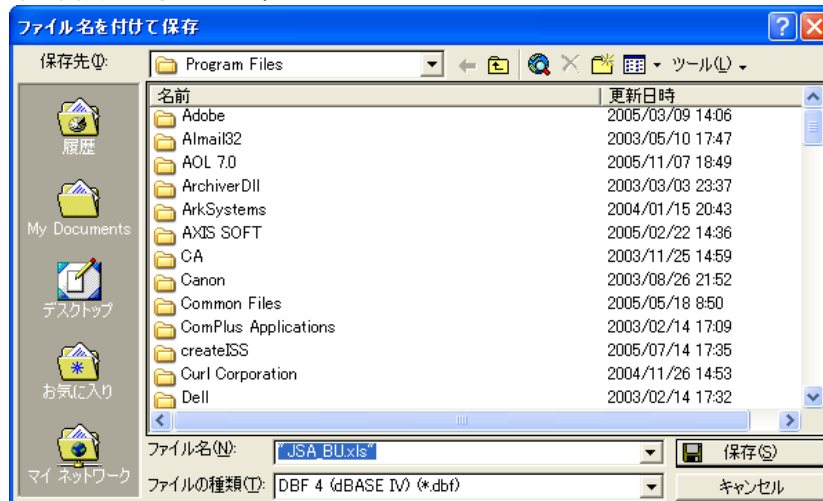 ファイル名を付けて保存
保存先(I):
Program Files
ツール(L)
名前 更新日時
Adobe 2005/03/09 14:06
Almail32 2003/05/10 17:47
AOL 7.0 2005/11/07 18:49
ArchiverDll 2003/03/03 23:37
ArkSystems 2004/01/15 20:43
AXIS SOFT 2005/02/22 14:36
CA 2003/11/25 14:59
Canon 2003/08/26 21:52
Common Files 2005/05/18 8:50
ComPlus Applications 2003/02/14 17:09
createISS 2005/07/14 17:35
Curl Corporation 2004/11/26 14:53
Dell 2003/02/14 17:32
履歴
My Documents
デスクトップ
お気に入り
マイ ネットワーク
ファイル名(N): "JSA_BU.xls" 保存(S)
ファイルの種類(T): DBF 4 (dBASE IV) (*.dbf) キャンセル